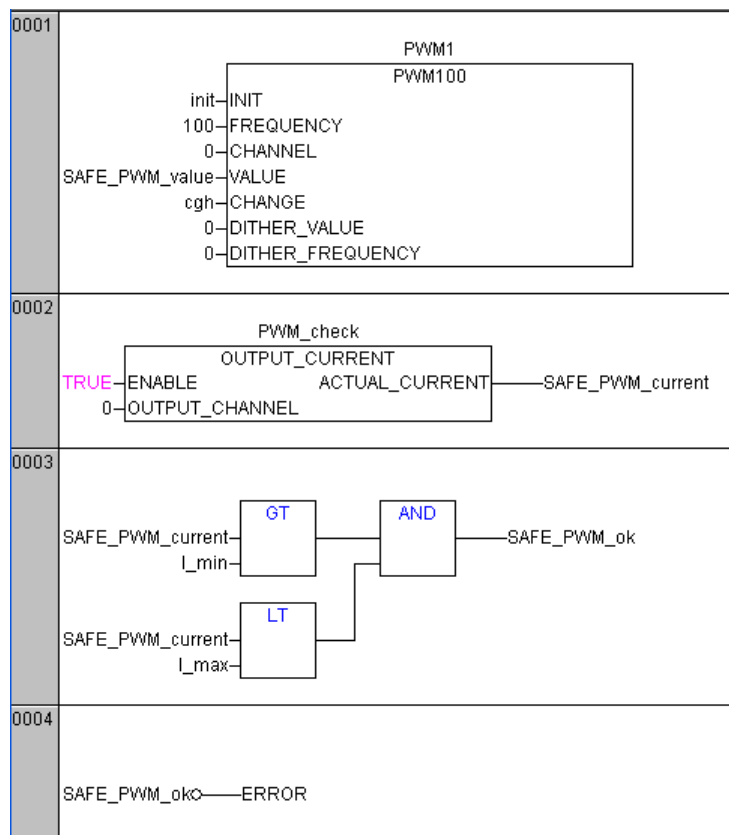 0001
PWM1
PWM100
init INIT
100 FREQUENCY
0 CHANNEL
SAFE_PWM_value VALUE
cgh CHANGE
0 DITHER_VALUE
0 DITHER_FREQUENCY
0002
PWM_check
OUTPUT_CURRENT
TRUE ENABLE ACTUAL_CURRENT SAFE_PWM_current
0 OUTPUT_CHANNEL
0003
GT AND
SAFE_PWM_current SAFE_PWM_ok
I_min
LT
SAFE_PWM_current
I_max
0004
SAFE_PWM_ok ERROR